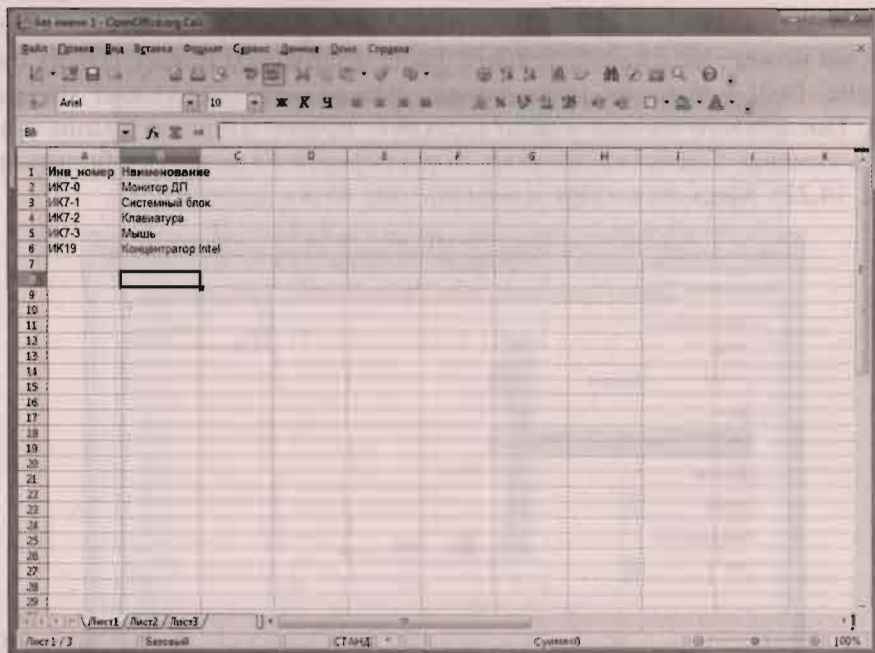 Без имени 1 - OpenOffice.org Calc
Файл Правка Вид Вставка Формат Сервис Данные Окно Справка
Arial 10 Ж К Ч
B8
A B C D E F G H I J K
1 Инв_номер Наименование
2 ИК7-0 Монитор ДП
3 ИК7-1 Системный блок
4 ИК7-2 Клавиатура
5 ИК7-3 Мышь
6 ИК19 Концентратор Intel
7
8
9
10
11
12
13
14
15
16
17
18
19
20
21
22
23
24
25
26
27
28
29
Лист1 Лист2 Лист3
Лист 1 / 3 Базовый СТАНД * Сумма=0 100%